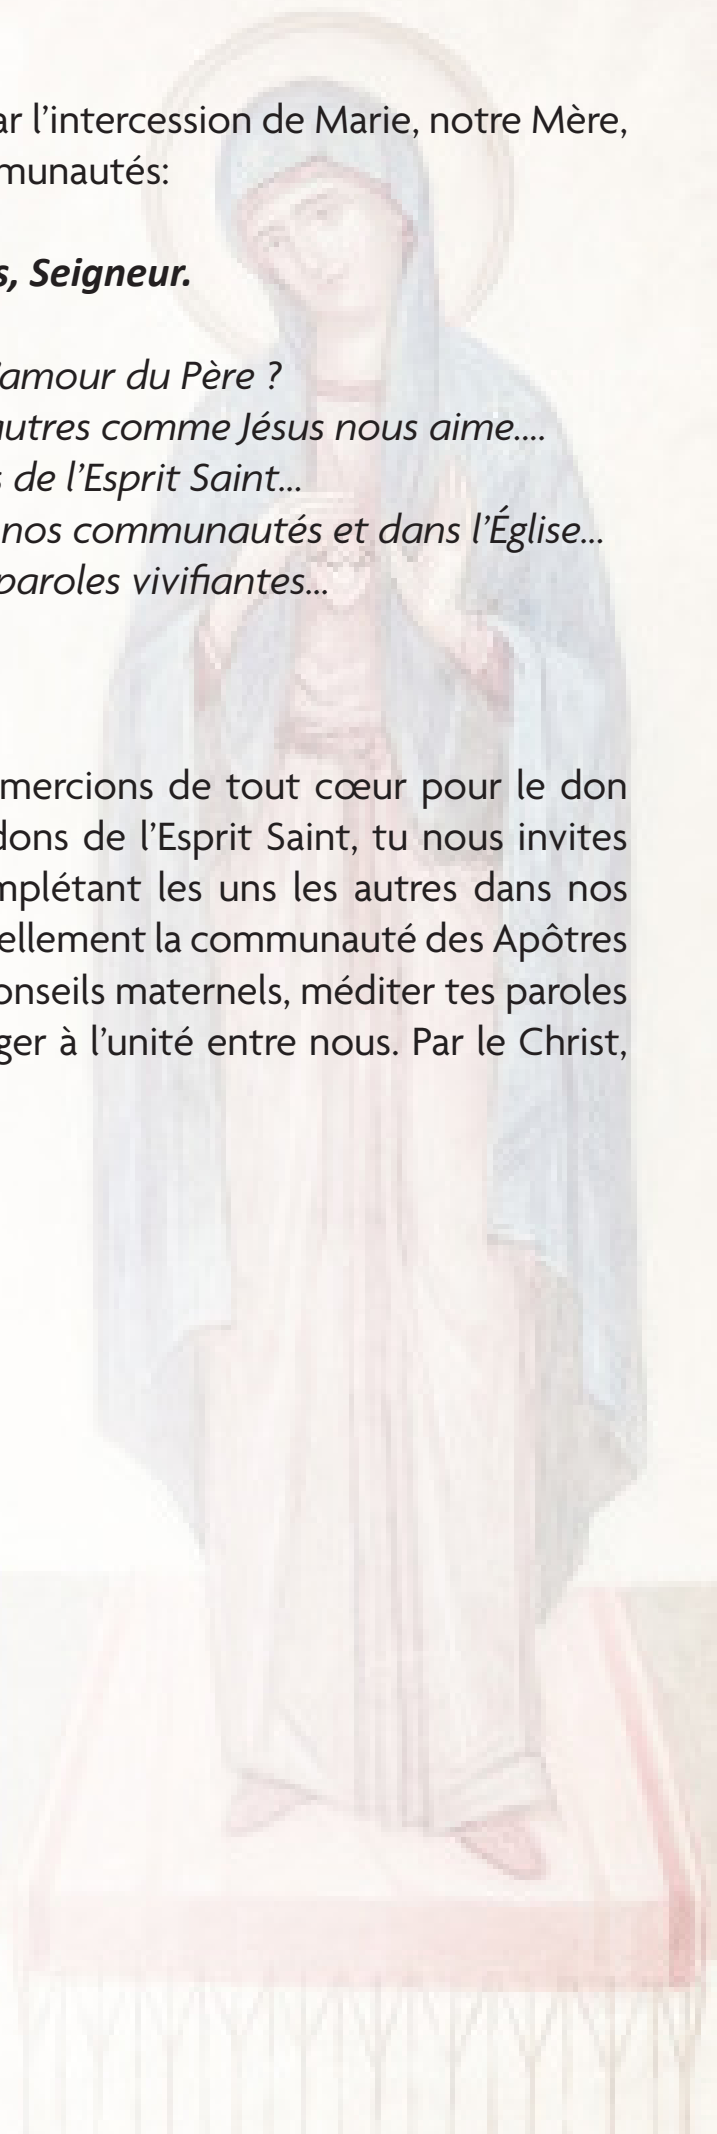 ar l’intercession de Marie, notre Mère,
munautés:
s, Seigneur.
’amour du Père ?
autres comme Jésus nous aime....
s de l’Esprit Saint...
nos communautés et dans l’Église...
paroles vivifiantes...
mercions de tout cœur pour le don
dons de l’Esprit Saint, tu nous invites
mplétant les uns les autres dans nos
ellement la communauté des Apôtres
onseils maternels, méditer tes paroles
ger à l’unité entre nous. Par le Christ,